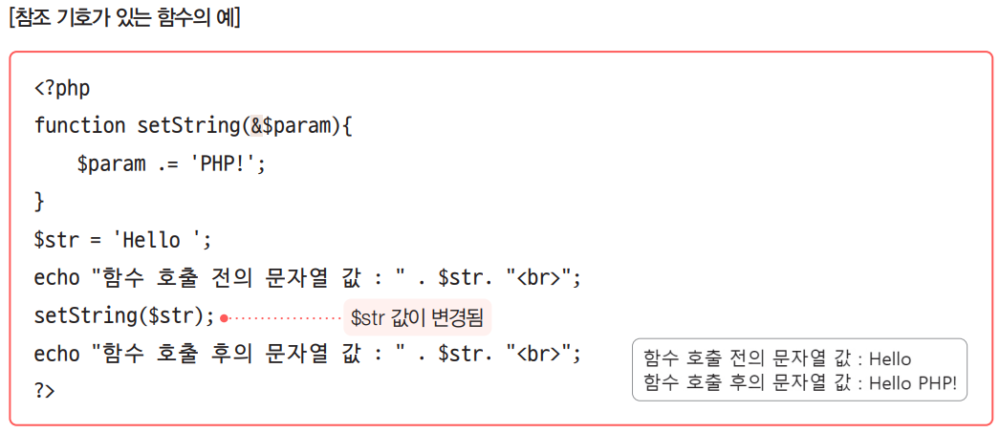 [참조 기호가 있는 함수의 예]
<?php
function setString(&$param){
    $param .= 'PHP!';
}
$str = 'Hello ';
echo "함수 호출 전의 문자열 값 : " . $str. "<br>";
setString($str); $str 값이 변경됨
echo "함수 호출 후의 문자열 값 : " . $str. "<br>";
?>
함수 호출 전의 문자열 값 : Hello
함수 호출 후의 문자열 값 : Hello PHP!